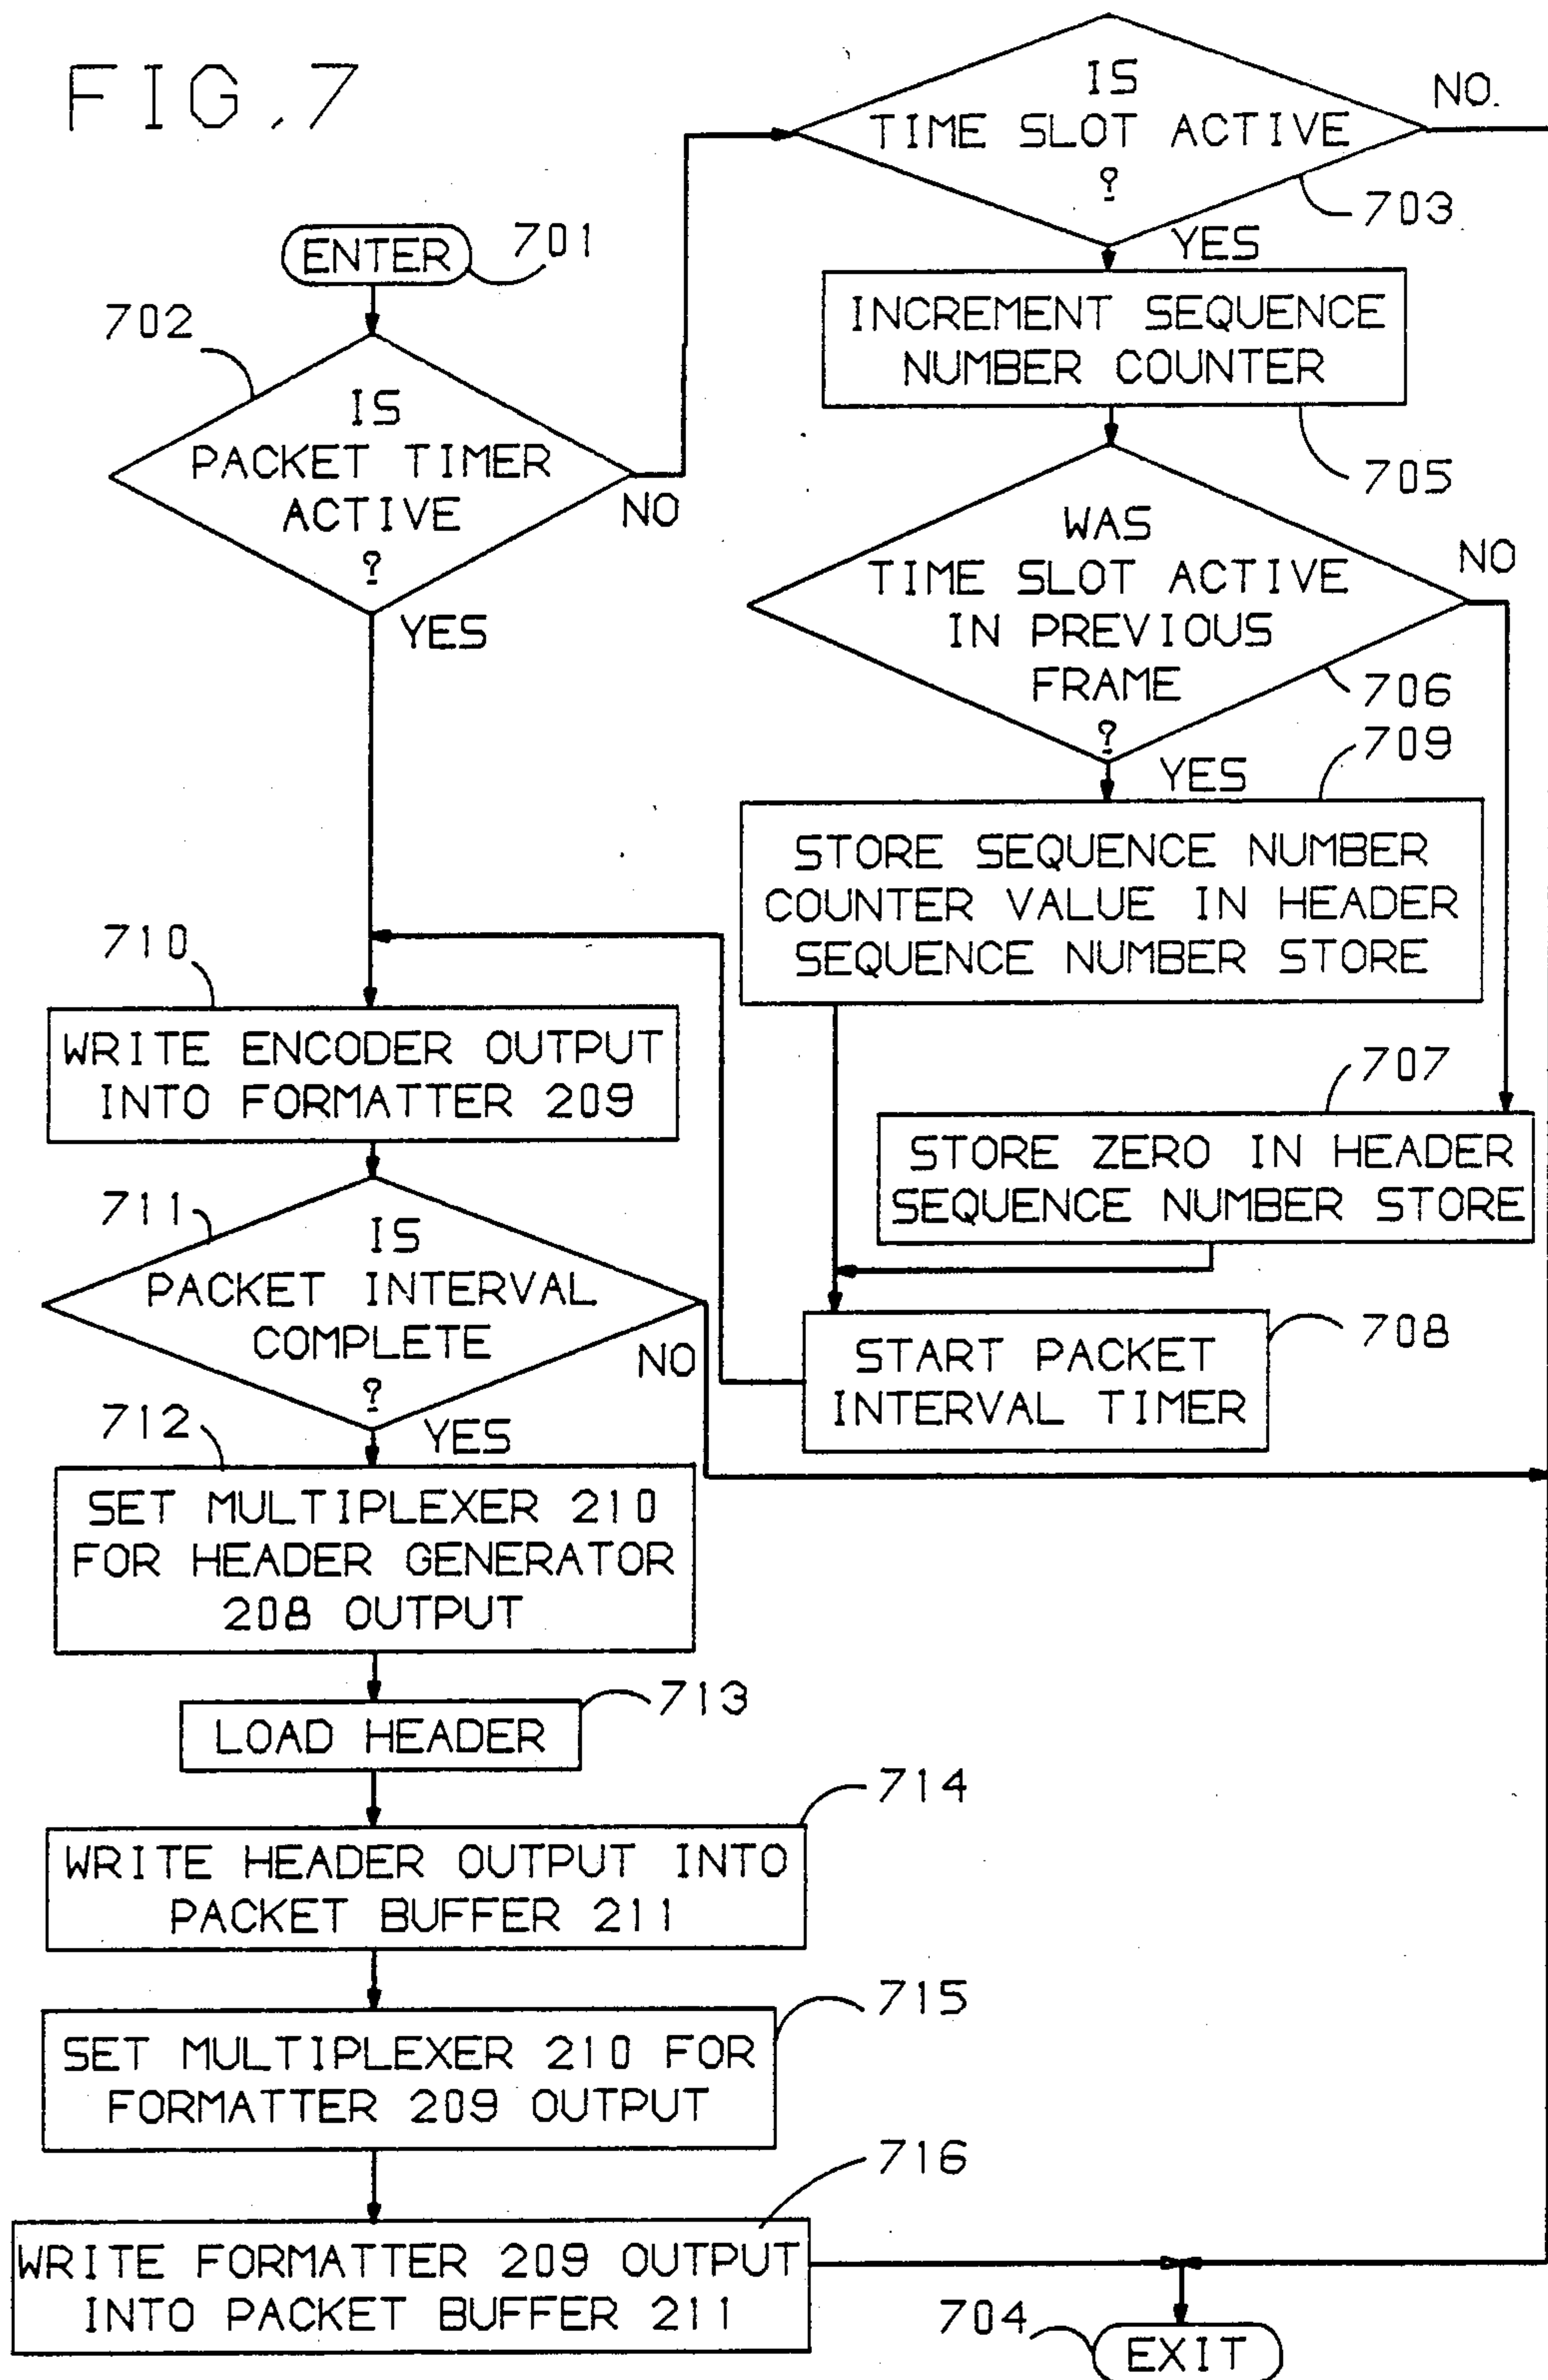 FIG.7
IS
TIME SLOT ACTIVE
?
NO.
703
YES
ENTER
701
702
IS
PACKET TIMER
ACTIVE
?
NO
YES
INCREMENT SEQUENCE
NUMBER COUNTER
705
WAS
TIME SLOT ACTIVE
IN PREVIOUS
FRAME
?
NO
706
YES
709
STORE SEQUENCE NUMBER
COUNTER VALUE IN HEADER
SEQUENCE NUMBER STORE
707
STORE ZERO IN HEADER
SEQUENCE NUMBER STORE
708
START PACKET
INTERVAL TIMER
710
WRITE ENCODER OUTPUT
INTO FORMATTER 209
711
IS
PACKET INTERVAL
COMPLETE
?
NO
YES
712
SET MULTIPLEXER 210
FOR HEADER GENERATOR
208 OUTPUT
713
LOAD HEADER
714
WRITE HEADER OUTPUT INTO
PACKET BUFFER 211
715
SET MULTIPLEXER 210 FOR
FORMATTER 209 OUTPUT
716
WRITE FORMATTER 209 OUTPUT
INTO PACKET BUFFER 211
704
EXIT